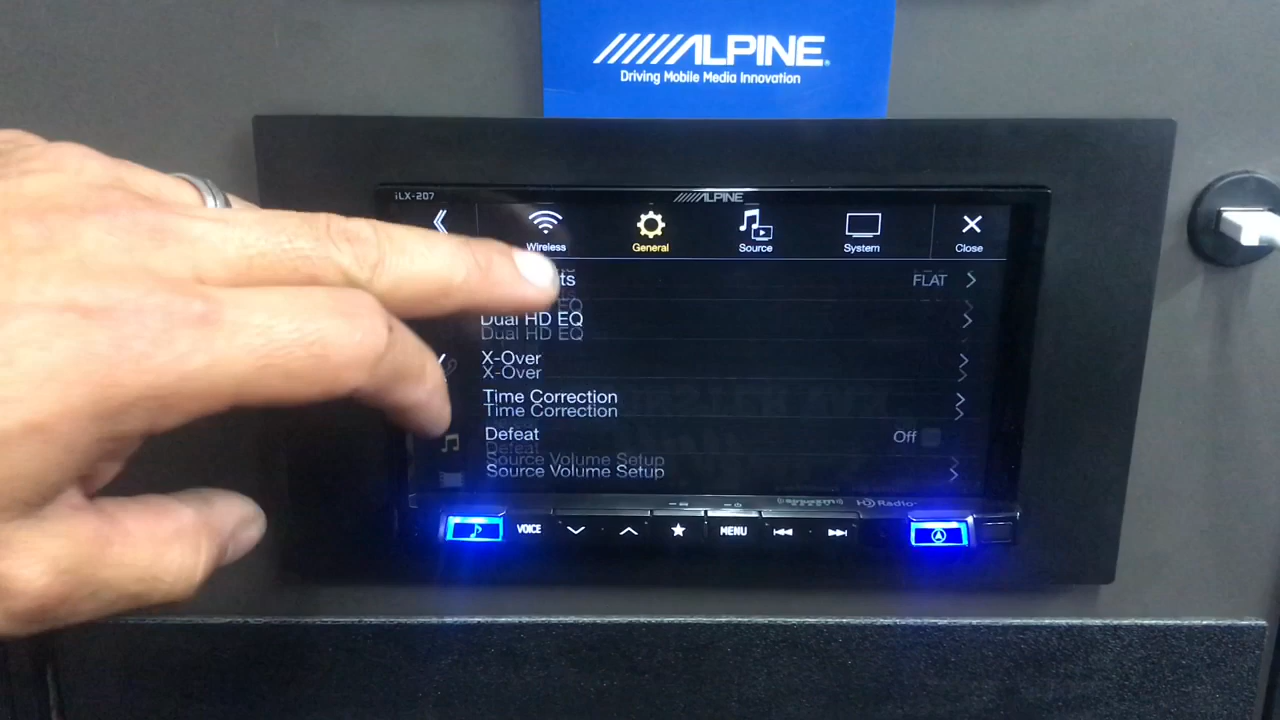 ALPINE
Driving Mobile Media Innovation
iLX-207
ALPINE
Wireless
General
Source
System
Close
ts
FLAT
Dual HD EQ
X-Over
Time Correction
Defeat
Off
Source Volume Setup
HD Radio
VOICE
MENU